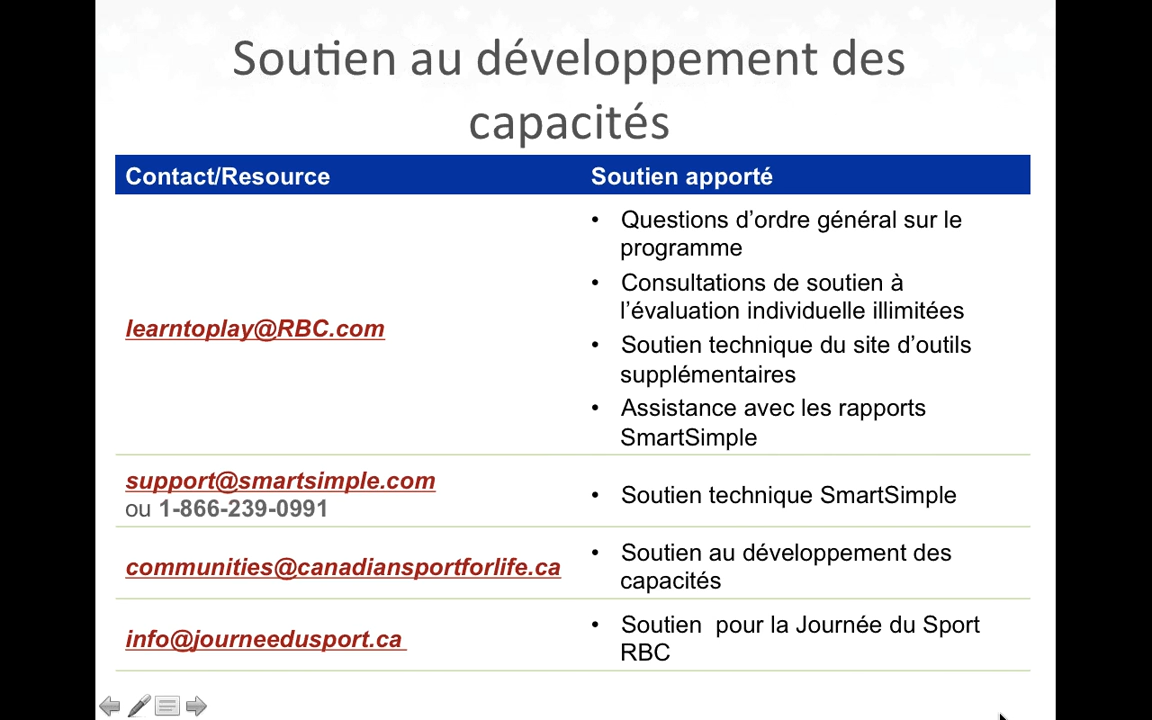 Soutien au développement des
capacités
Contact/Resource Soutien apporté
learntoplay@RBC.com
• Questions d’ordre général sur le
programme
• Consultations de soutien à
l’évaluation individuelle illimitées
• Soutien technique du site d’outils
supplémentaires
• Assistance avec les rapports
SmartSimple
support@smartsimple.com
ou 1-866-239-0991
• Soutien technique SmartSimple
communities@canadiansportforlife.ca
• Soutien au développement des
capacités
info@journeedusport.ca
• Soutien pour la Journée du Sport
RBC